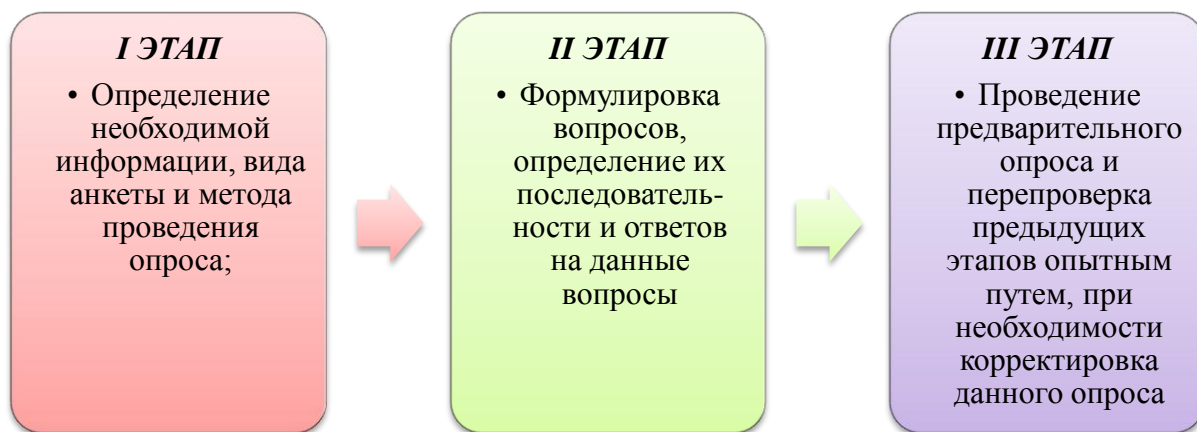 I ЭТАП
• Определение
необходимой
информации, вида
анкеты и метода
проведения
опроса;
II ЭТАП
• Формулировка
вопросов,
определение их
последователь-
ности и ответов
на данные
вопросы
III ЭТАП
• Проведение
предварительного
опроса и
перепроверка
предыдущих
этапов опытным
путем, при
необходимости
корректировка
данного опроса